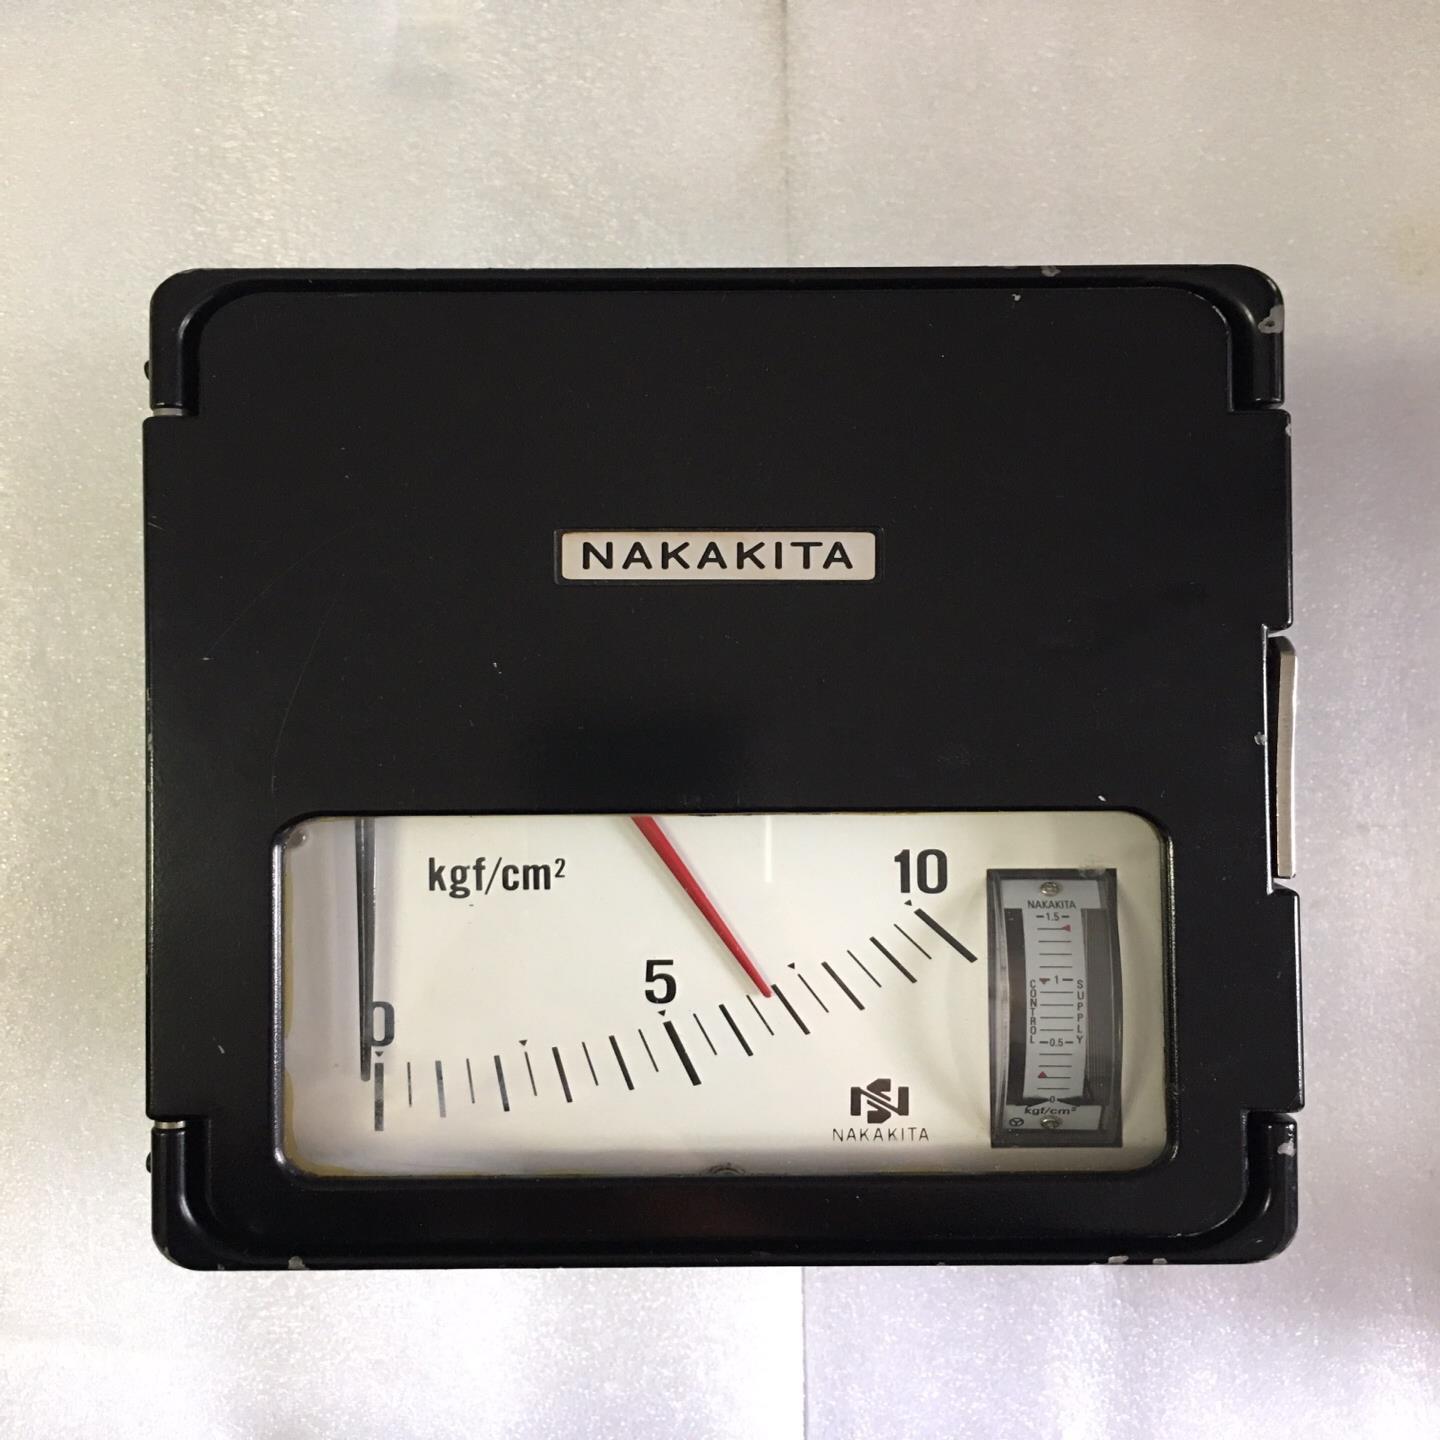 NAKAKITA
kgf/cm²
10
5
0
NAKAKITA
NAKAKITA
1.5
1
CONTROL
SUPPLY
0.5
0
kgf/cm²